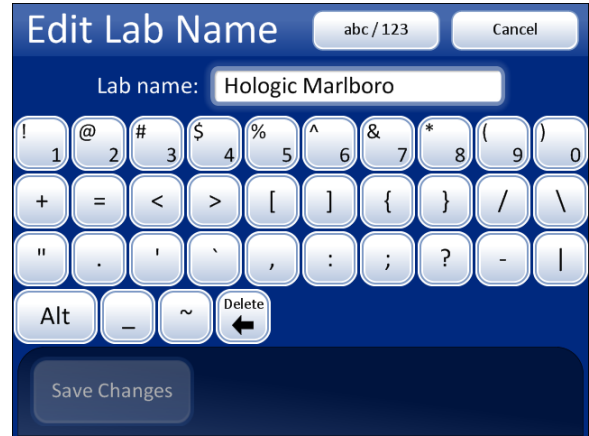 Edit Lab Name abc / 123 Cancel
Lab name: Hologic Marlboro
! 1 @ 2 # 3 $ 4 % 5 ^ 6 & 7 * 8 ( 9 ) 0
+ = < > [ ] { } / \
" . ' ` , : ; ? - |
Alt _ ~ Delete
Save Changes